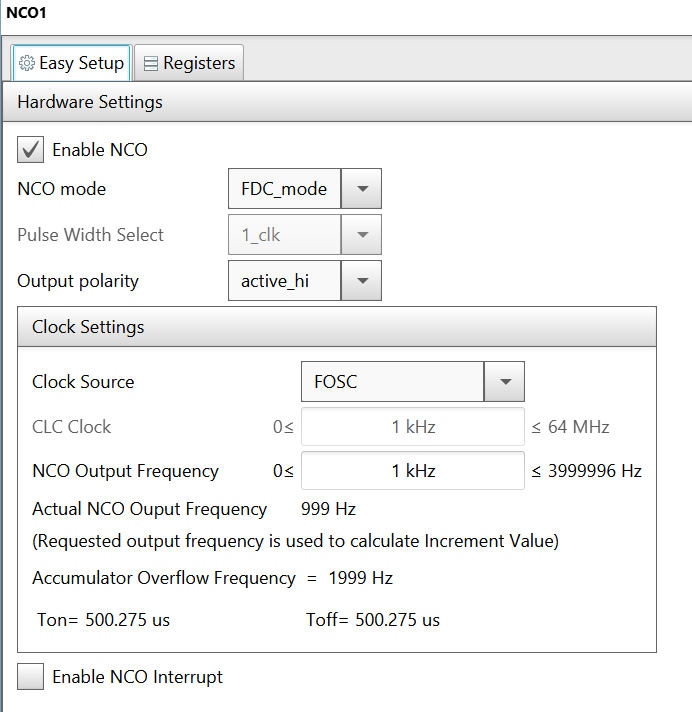 NCO1
Easy Setup Registers
Hardware Settings
Enable NCO
NCO mode FDC_mode
Pulse Width Select 1_clk
Output polarity active_hi
Clock Settings
Clock Source FOSC
CLC Clock 0≤ 1 kHz ≤ 64 MHz
NCO Output Frequency 0≤ 1 kHz ≤ 3999996 Hz
Actual NCO Ouput Frequency 999 Hz
(Requested output frequency is used to calculate Increment Value)
Accumulator Overflow Frequency = 1999 Hz
Ton= 500.275 us Toff= 500.275 us
Enable NCO Interrupt